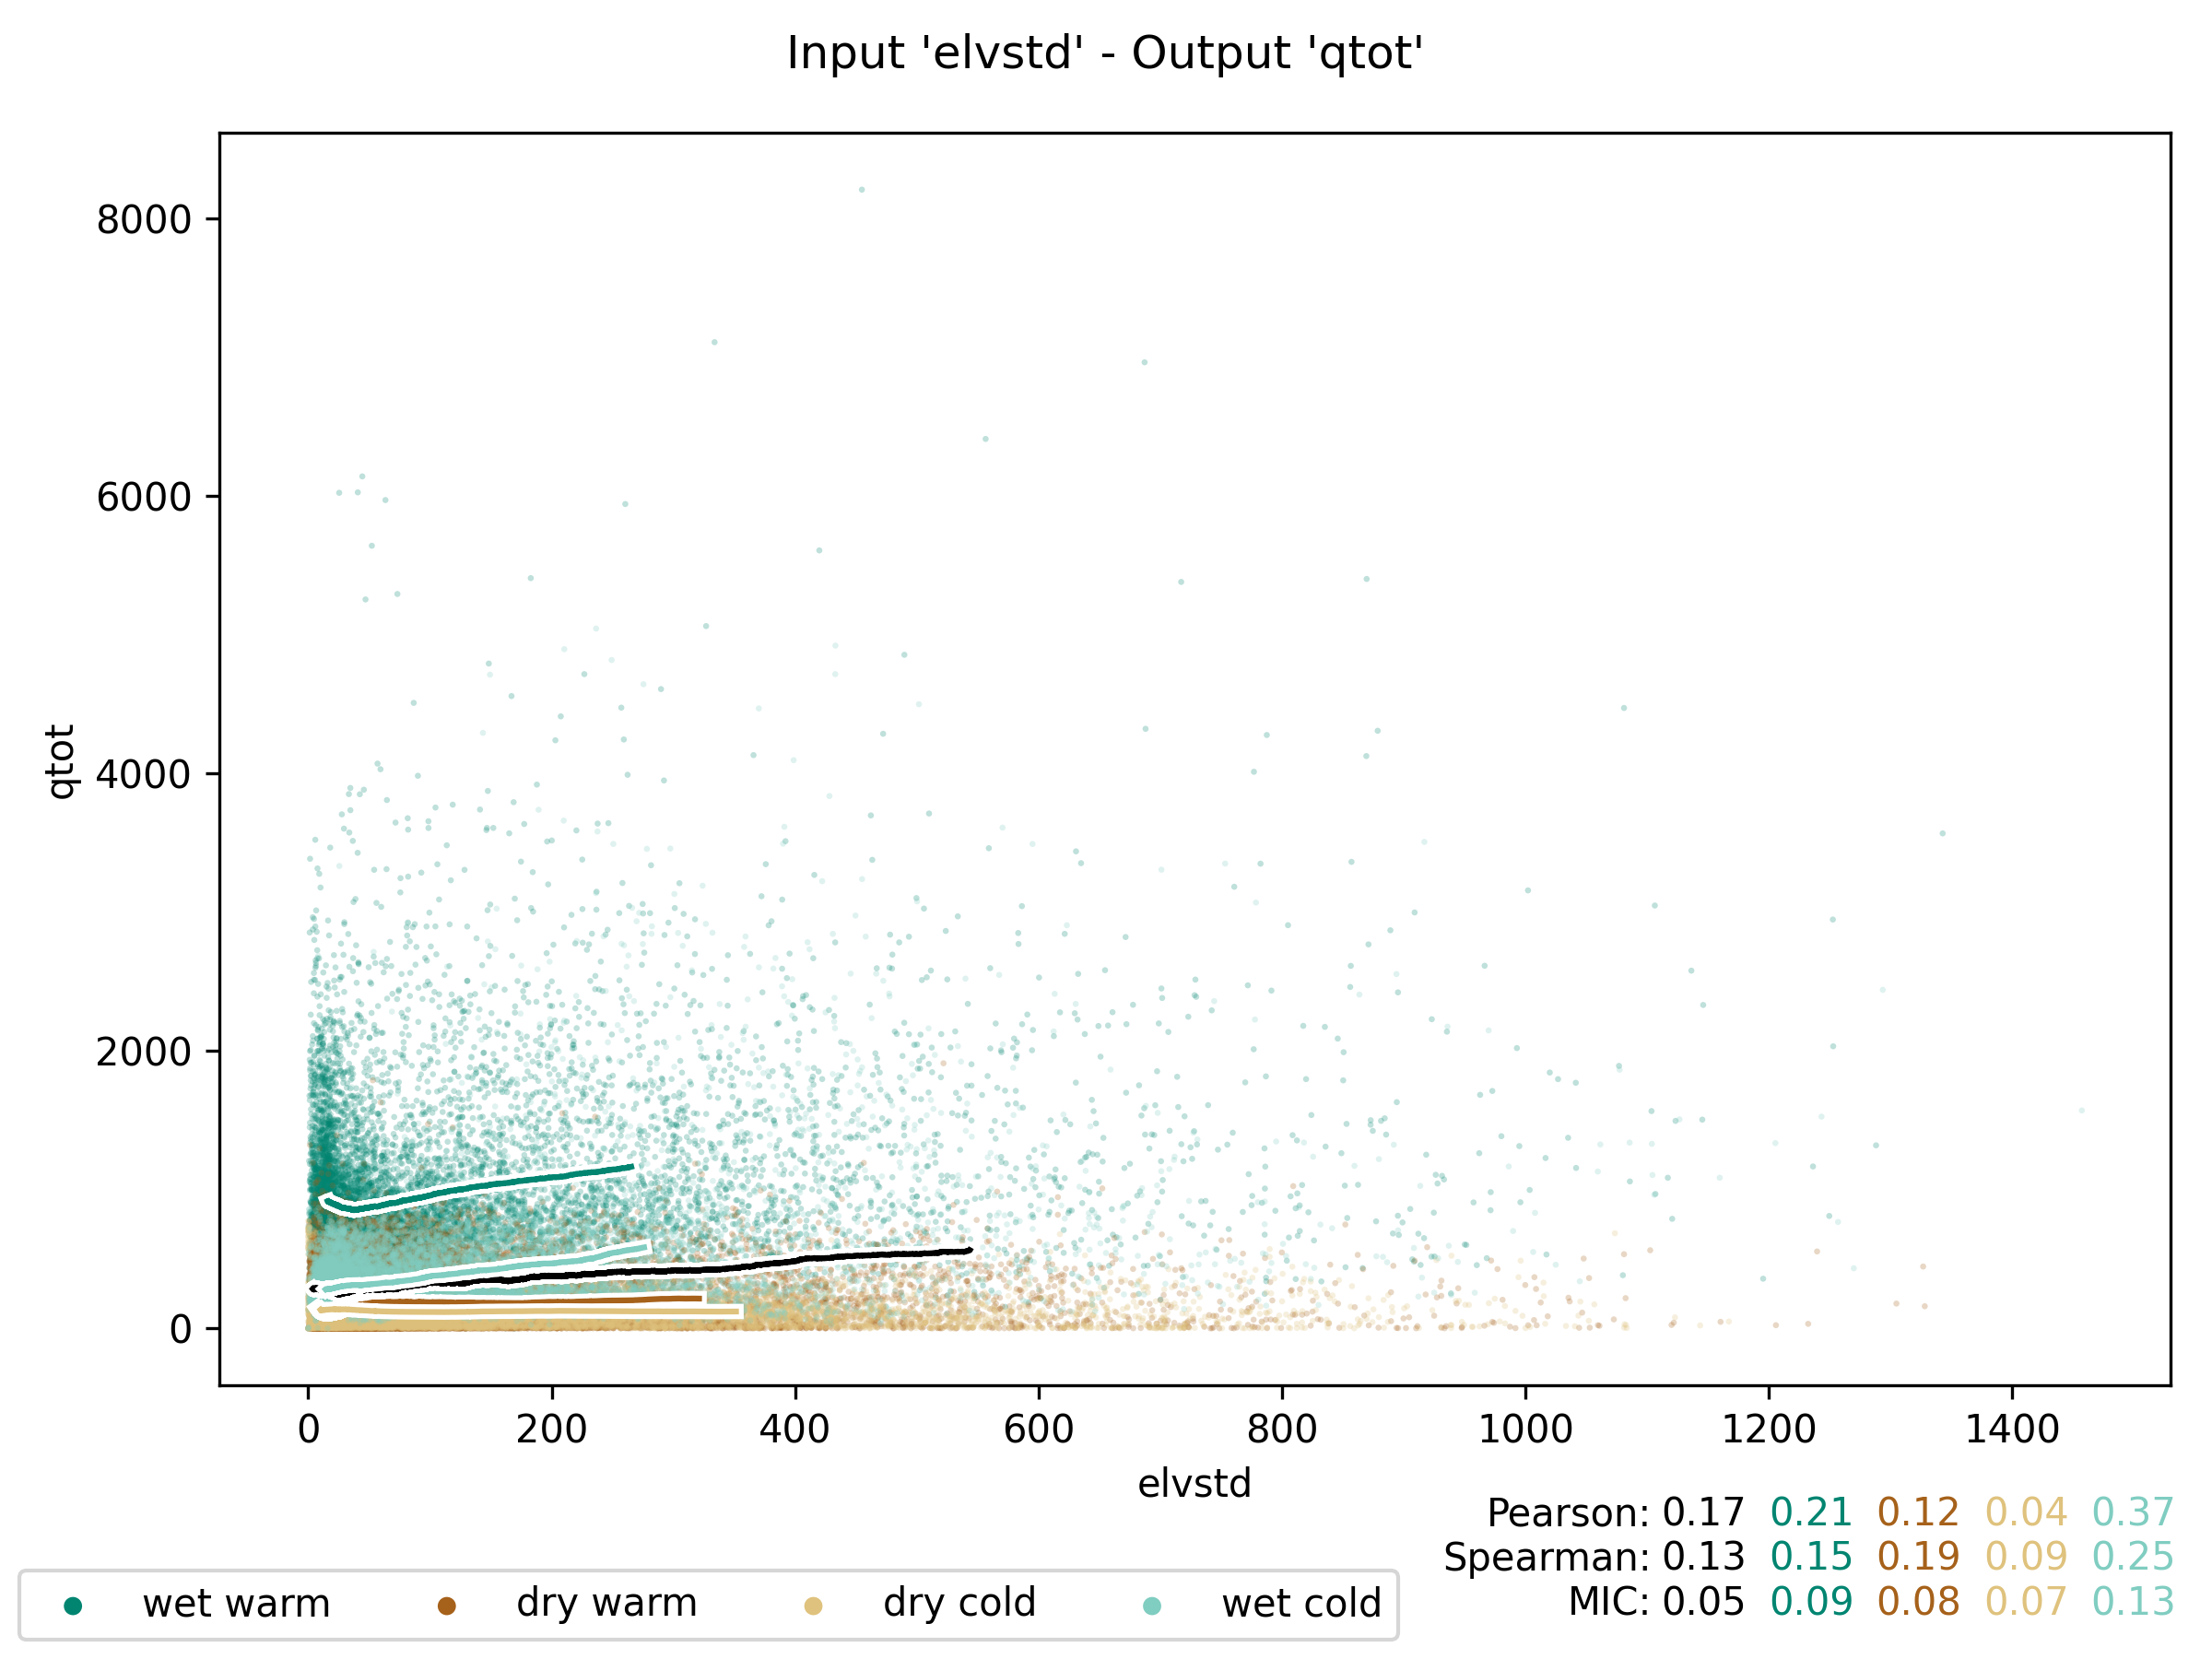 Input 'elvstd' - Output 'qtot'
8000
6000
4000
2000
0
qtot
0 200 400 600 800 1000 1200 1400
elvstd
Pearson: 0.17 0.21 0.12 0.04 0.37
Spearman: 0.13 0.15 0.19 0.09 0.25
MIC: 0.05 0.09 0.08 0.07 0.13
wet warm dry warm dry cold wet cold